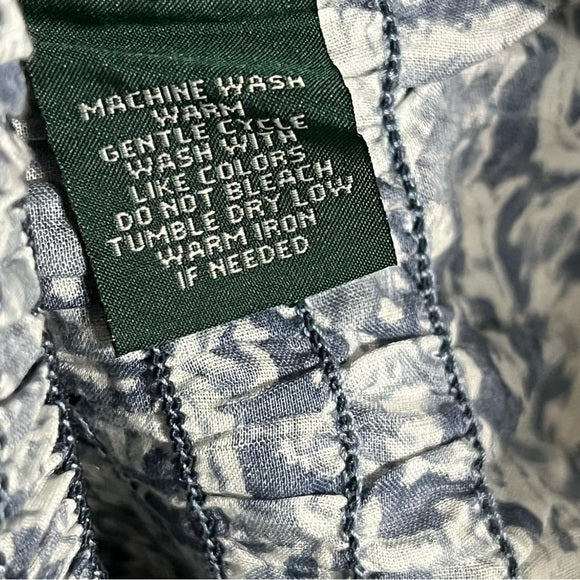 MACHINE WASH
WARM
GENTLE CYCLE
WASH WITH
LIKE COLORS
DO NOT BLEACH
TUMBLE DRY LOW
WARM IRON
IF NEEDED